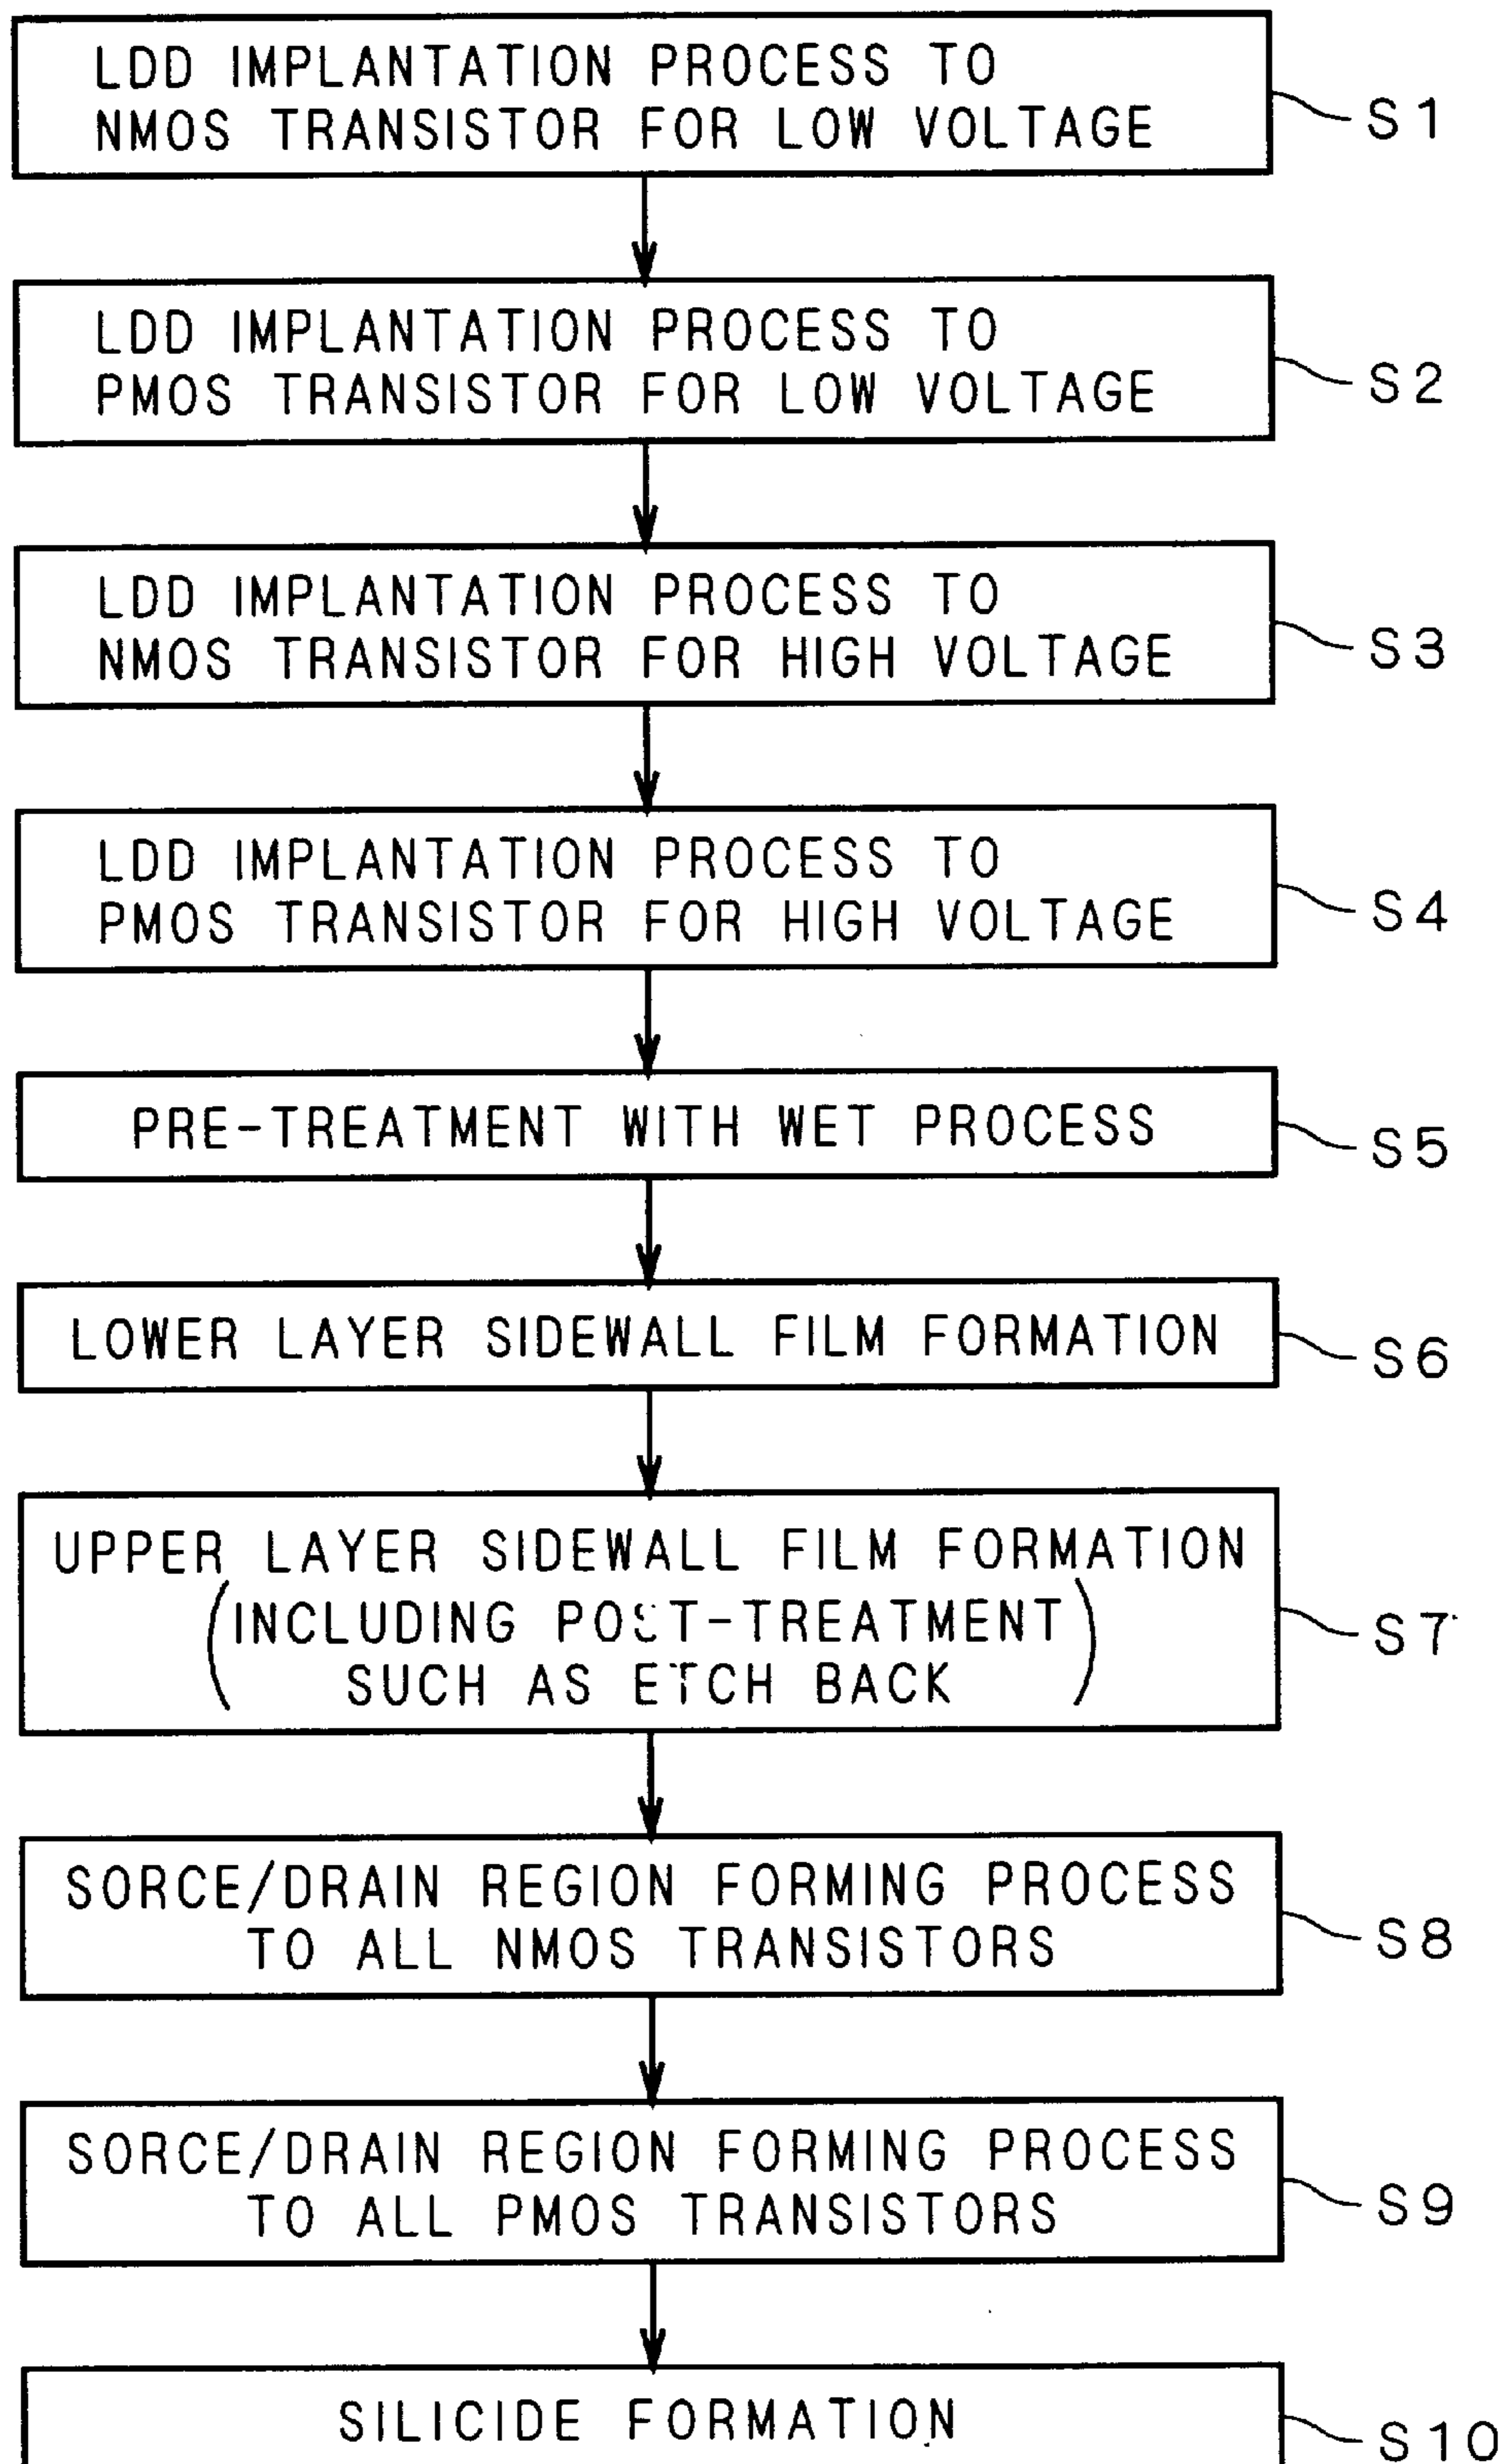 LDD IMPLANTATION PROCESS TO
NMOS TRANSISTOR FOR LOW VOLTAGE
S1
LDD IMPLANTATION PROCESS TO
PMOS TRANSISTOR FOR LOW VOLTAGE
S2
LDD IMPLANTATION PROCESS TO
NMOS TRANSISTOR FOR HIGH VOLTAGE
S3
LDD IMPLANTATION PROCESS TO
PMOS TRANSISTOR FOR HIGH VOLTAGE
S4
PRE-TREATMENT WITH WET PROCESS
S5
LOWER LAYER SIDEWALL FILM FORMATION
S6
UPPER LAYER SIDEWALL FILM FORMATION
(INCLUDING POST-TREATMENT
SUCH AS ETCH BACK)
S7
SORCE/DRAIN REGION FORMING PROCESS
TO ALL NMOS TRANSISTORS
S8
SORCE/DRAIN REGION FORMING PROCESS
TO ALL PMOS TRANSISTORS
S9
SILICIDE FORMATION
S10